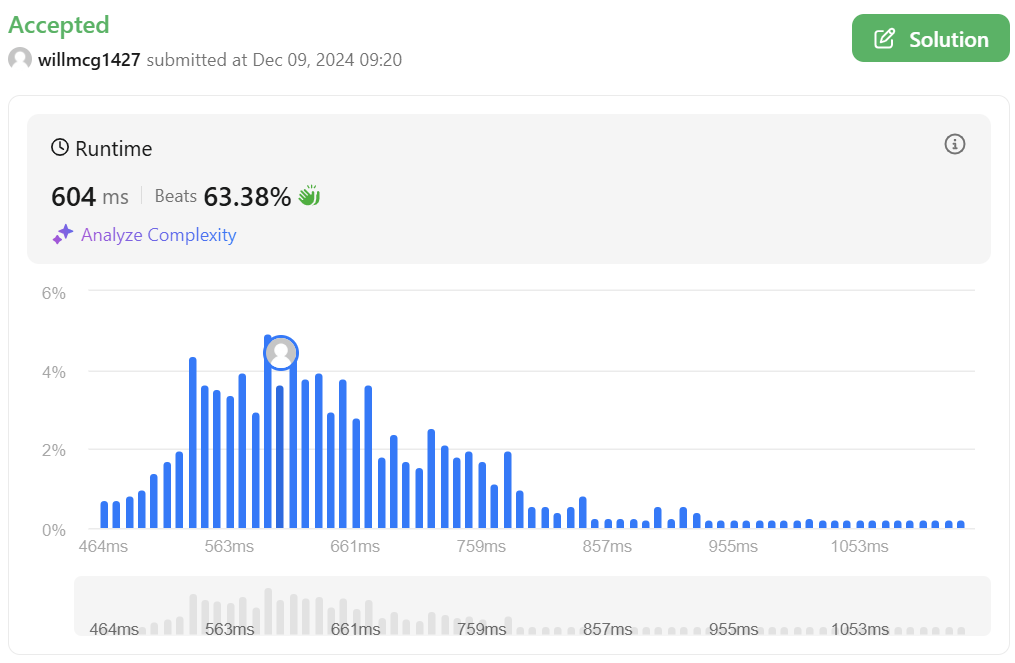 Accepted
willmcg1427 submitted at Dec 09, 2024 09:20
Solution
Runtime
604 ms Beats 63.38%
Analyze Complexity
6%
4%
2%
0%
464ms 563ms 661ms 759ms 857ms 955ms 1053ms
464ms 563ms 661ms 759ms 857ms 955ms 1053ms